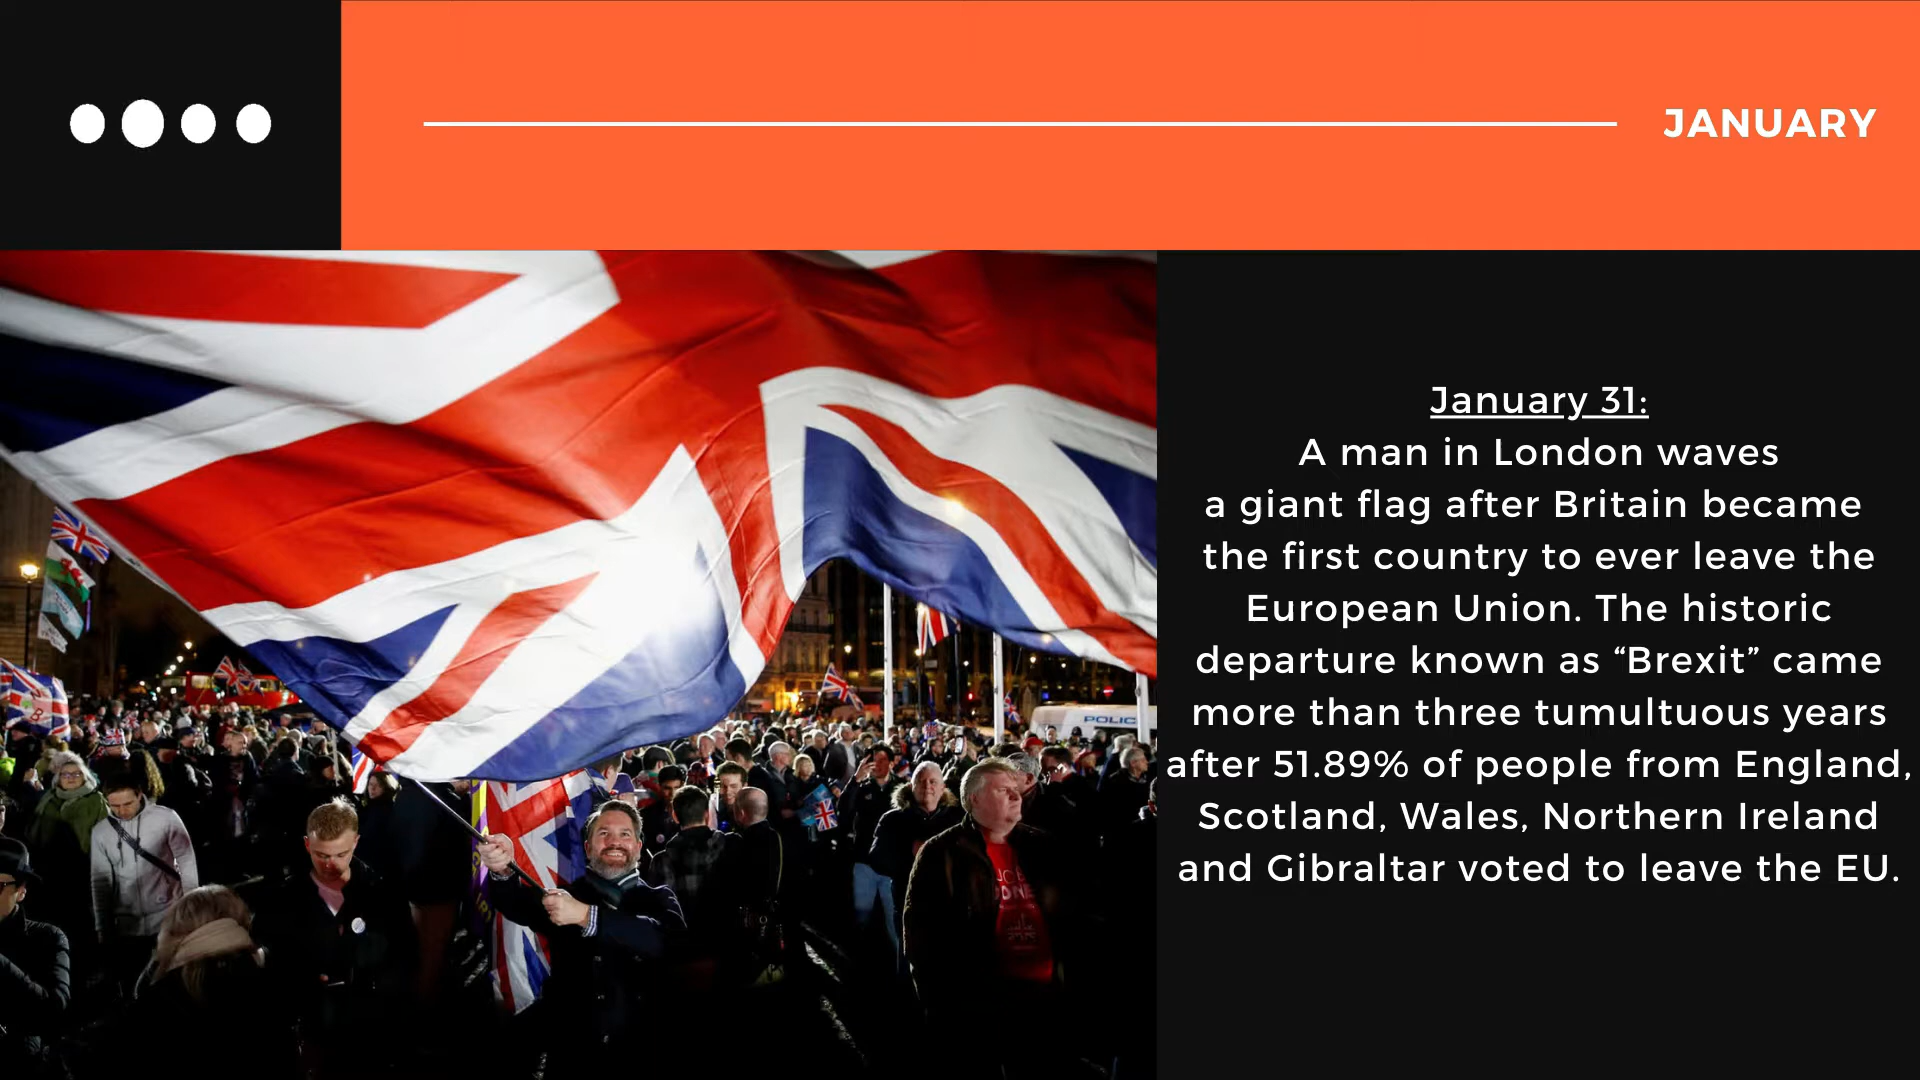 JANUARY
January 31:
A man in London waves
a giant flag after Britain became
the first country to ever leave the
European Union. The historic
departure known as “Brexit” came
more than three tumultuous years
after 51.89% of people from England,
Scotland, Wales, Northern Ireland
and Gibraltar voted to leave the EU.
POLIC